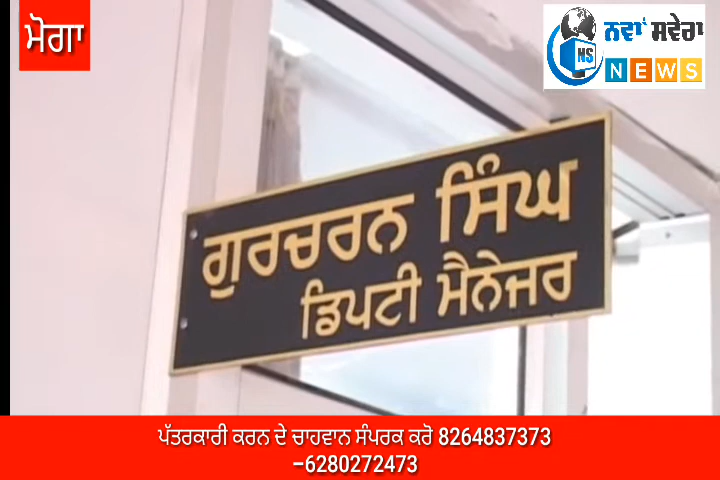 ਮੋਗਾ
ਨਵਾਂ ਸਵੇਰਾ
NS
NEWS
ਗੁਰਚਰਨ ਸਿੰਘ
ਡਿਪਟੀ ਮੈਨੇਜਰ
ਪੱਤਰਕਾਰੀ ਕਰਨ ਦੇ ਚਾਹਵਾਨ ਸੰਪਰਕ ਕਰੋ 8264837373
–6280272473